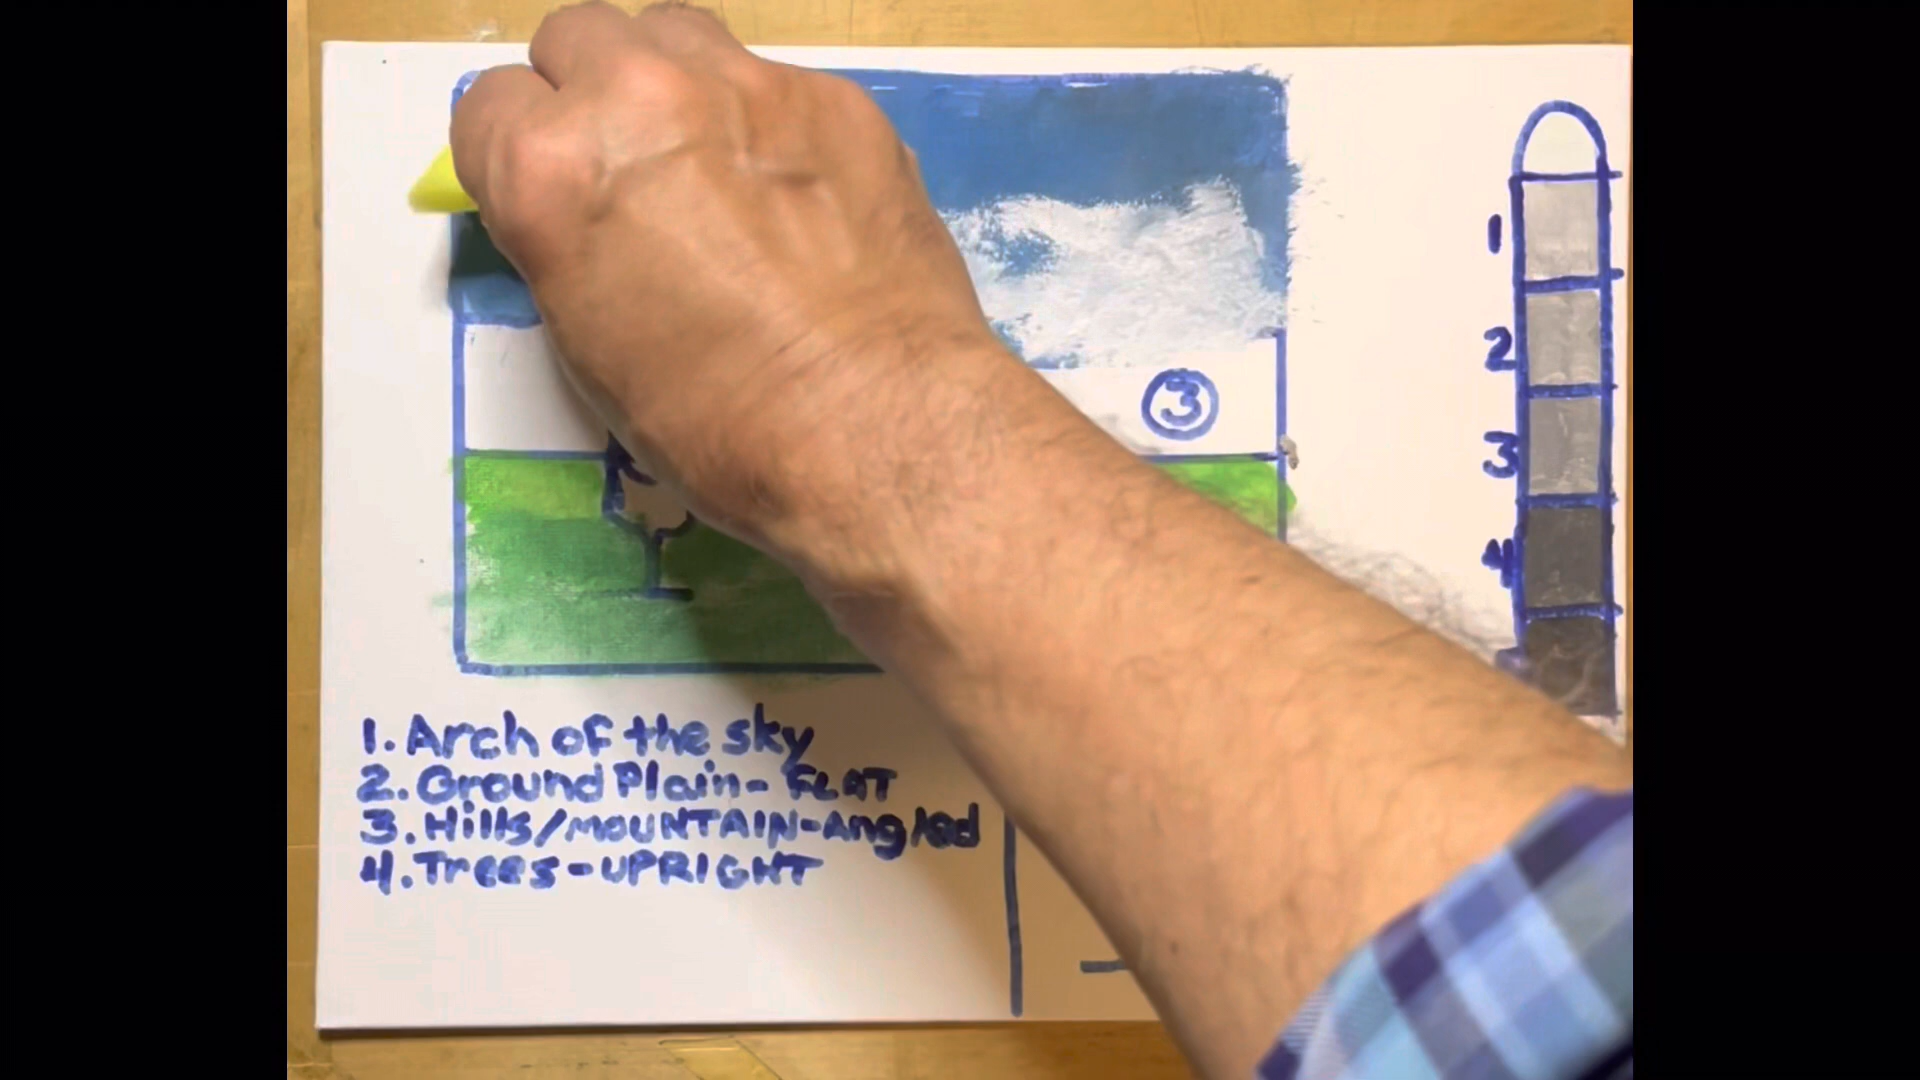 3
1
2
3
4
1. Arch of the sky
2. Ground Plain- FLAT
3. Hills/MOUNTAIN-Angled
4. Trees-UPRIGHT